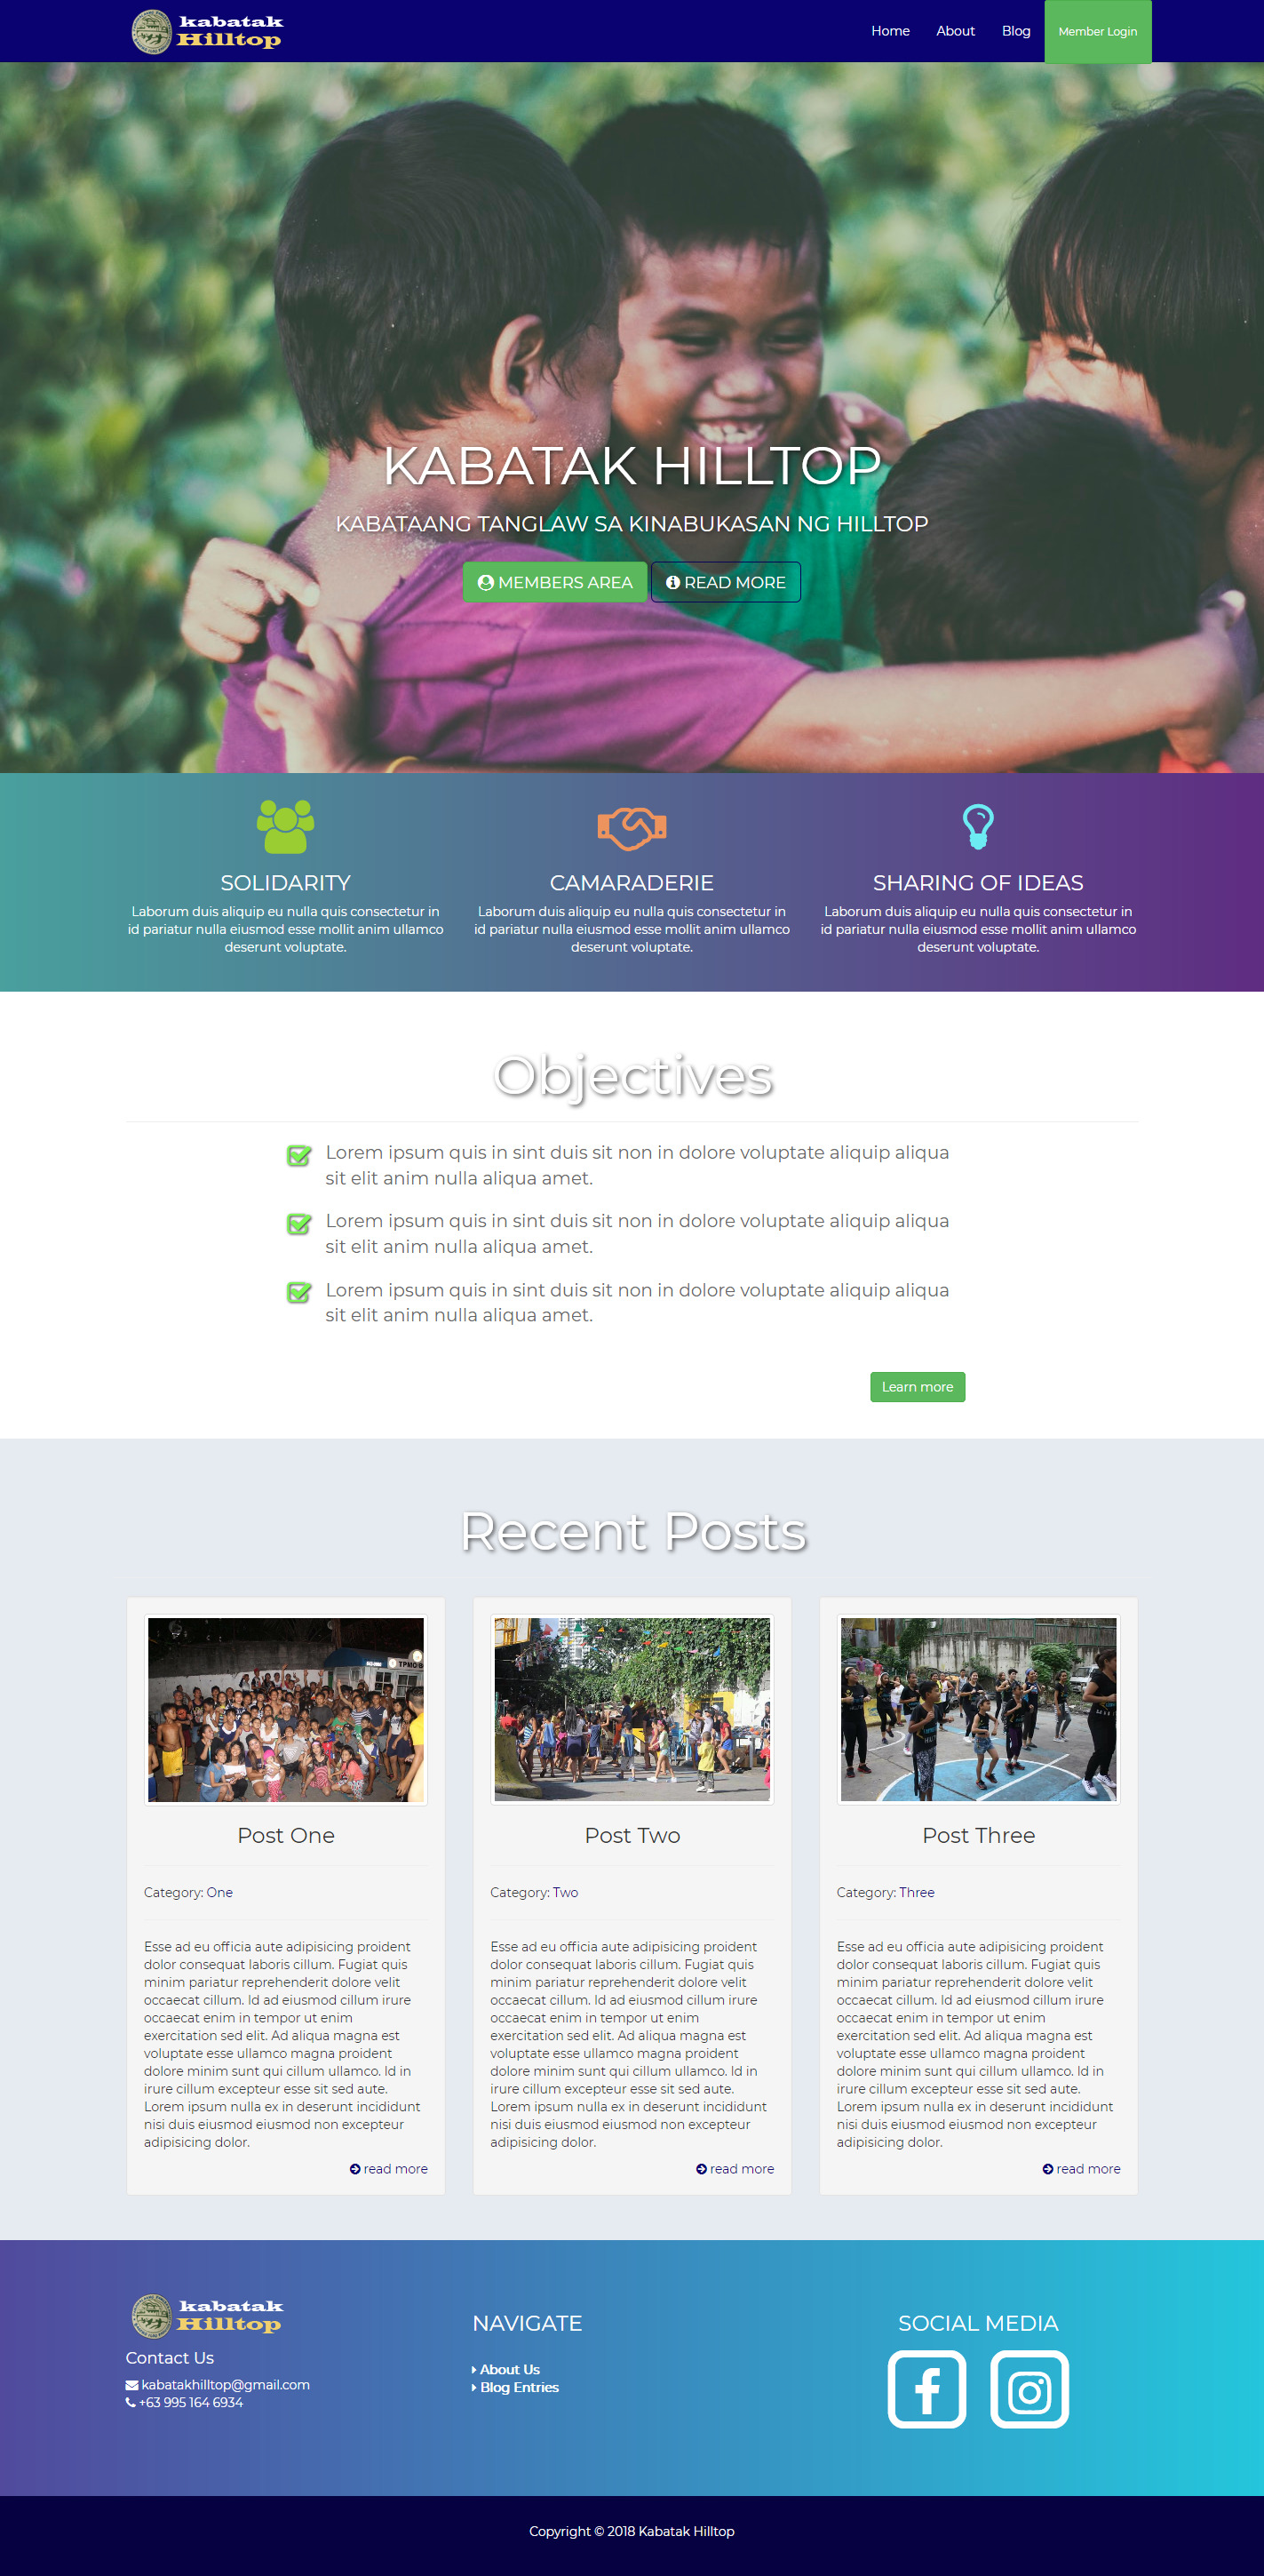 kabatak
Hilltop
Home About Blog Member Login
KABATAK HILLTOP
KABATAANG TANGLAW SA KINABUKASAN NG HILLTOP
MEMBERS AREA READ MORE
SOLIDARITY
Laborum duis aliquip eu nulla quis consectetur in
id pariatur nulla eiusmod esse mollit anim ullamco
deserunt voluptate.
CAMARADERIE
Laborum duis aliquip eu nulla quis consectetur in
id pariatur nulla eiusmod esse mollit anim ullamco
deserunt voluptate.
SHARING OF IDEAS
Laborum duis aliquip eu nulla quis consectetur in
id pariatur nulla eiusmod esse mollit anim ullamco
deserunt voluptate.
Objectives
Lorem ipsum quis in sint duis sit non in dolore voluptate aliquip aliqua
sit elit anim nulla aliqua amet.
Lorem ipsum quis in sint duis sit non in dolore voluptate aliquip aliqua
sit elit anim nulla aliqua amet.
Lorem ipsum quis in sint duis sit non in dolore voluptate aliquip aliqua
sit elit anim nulla aliqua amet.
Learn more
Recent Posts
Post One
Category: One
Esse ad eu officia aute adipisicing proident
dolor consequat laboris cillum. Fugiat quis
minim pariatur reprehenderit dolore velit
occaecat cillum. Id ad eiusmod cillum irure
occaecat enim in tempor ut enim
exercitation sed elit. Ad aliqua magna est
voluptate esse ullamco magna proident
dolore minim sunt qui cillum ullamco. Id in
irure cillum excepteur esse sit sed aute.
Lorem ipsum nulla ex in deserunt incididunt
nisi duis eiusmod eiusmod non excepteur
adipisicing dolor.
read more
Post Two
Category: Two
Esse ad eu officia aute adipisicing proident
dolor consequat laboris cillum. Fugiat quis
minim pariatur reprehenderit dolore velit
occaecat cillum. Id ad eiusmod cillum irure
occaecat enim in tempor ut enim
exercitation sed elit. Ad aliqua magna est
voluptate esse ullamco magna proident
dolore minim sunt qui cillum ullamco. Id in
irure cillum excepteur esse sit sed aute.
Lorem ipsum nulla ex in deserunt incididunt
nisi duis eiusmod eiusmod non excepteur
adipisicing dolor.
read more
Post Three
Category: Three
Esse ad eu officia aute adipisicing proident
dolor consequat laboris cillum. Fugiat quis
minim pariatur reprehenderit dolore velit
occaecat cillum. Id ad eiusmod cillum irure
occaecat enim in tempor ut enim
exercitation sed elit. Ad aliqua magna est
voluptate esse ullamco magna proident
dolore minim sunt qui cillum ullamco. Id in
irure cillum excepteur esse sit sed aute.
Lorem ipsum nulla ex in deserunt incididunt
nisi duis eiusmod eiusmod non excepteur
adipisicing dolor.
read more
kabatak
Hilltop
Contact Us
kabatakhilltop@gmail.com
+63 995 164 6934
NAVIGATE
About Us
Blog Entries
SOCIAL MEDIA
Copyright © 2018 Kabatak Hilltop